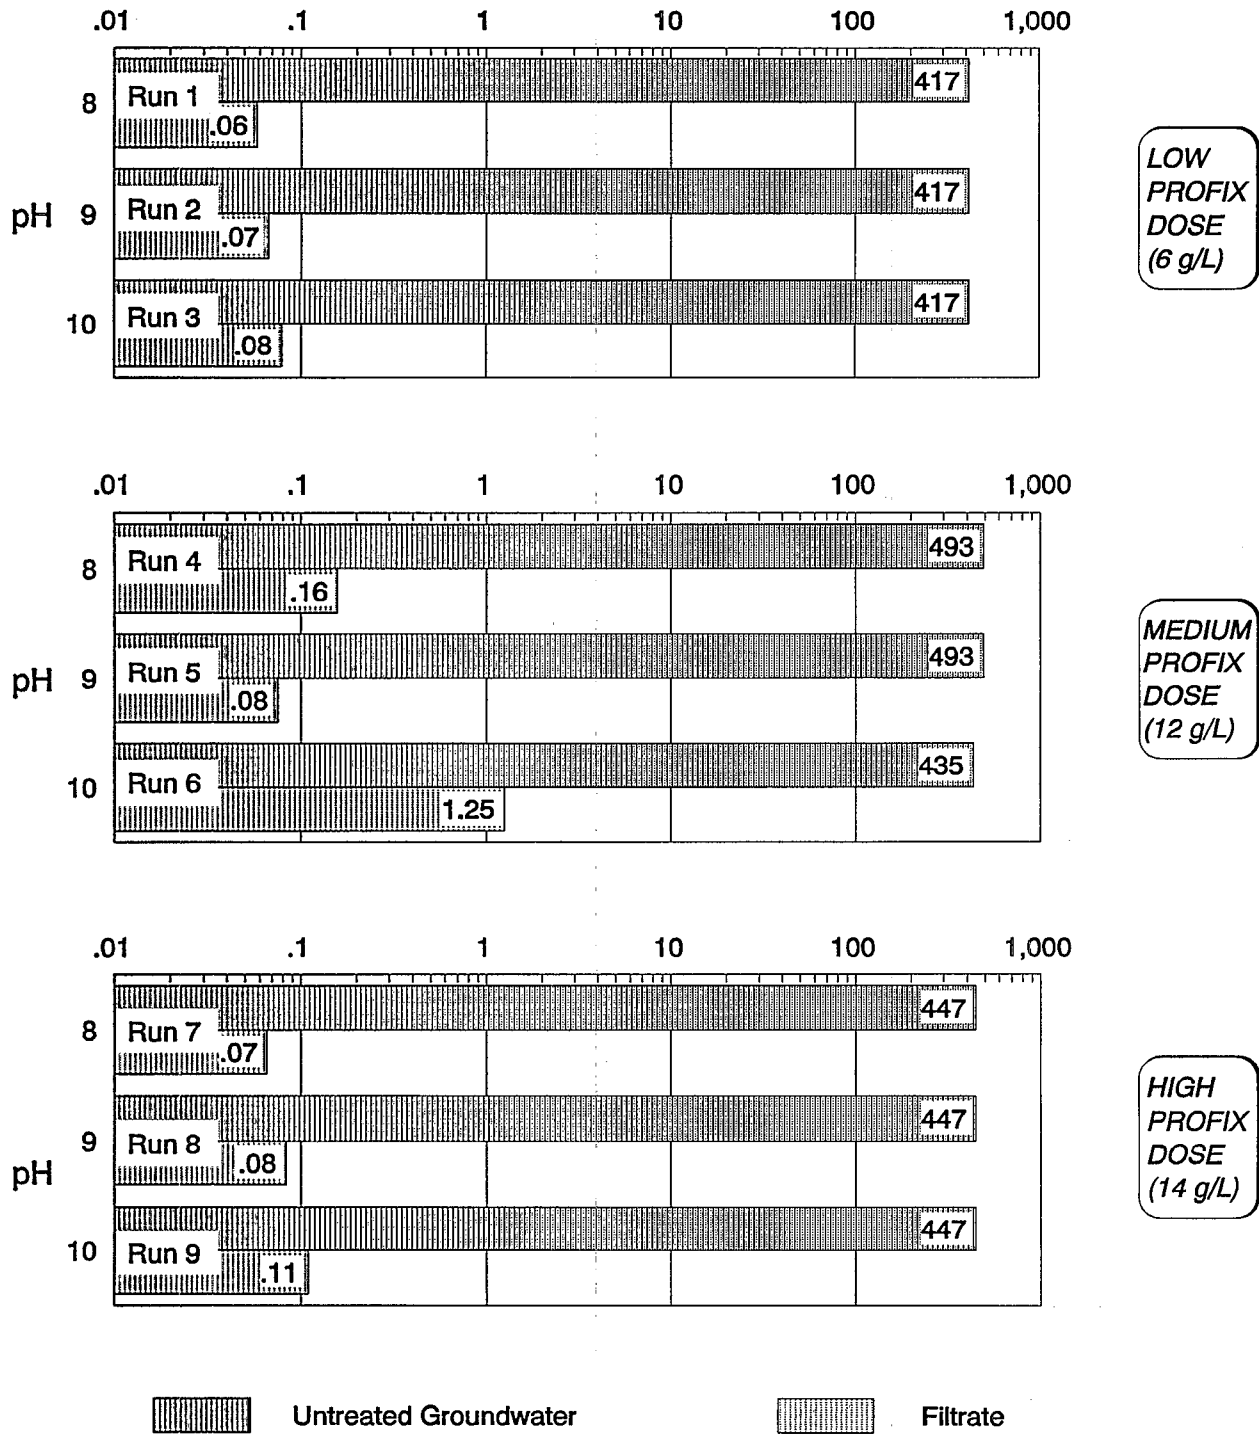 .01 .1 1 10 100 1,000
8 Run 1 417
.06
LOW
PROFIX
DOSE
(6 g/L)
pH 9 Run 2 417
.07
10 Run 3 417
.08
.01 .1 1 10 100 1,000
8 Run 4 493
.16
MEDIUM
PROFIX
DOSE
(12 g/L)
pH 9 Run 5 493
.08
10 Run 6 435
1.25
.01 .1 1 10 100 1,000
8 Run 7 447
.07
HIGH
PROFIX
DOSE
(14 g/L)
pH 9 Run 8 447
.08
10 Run 9 447
.11
Untreated Groundwater Filtrate